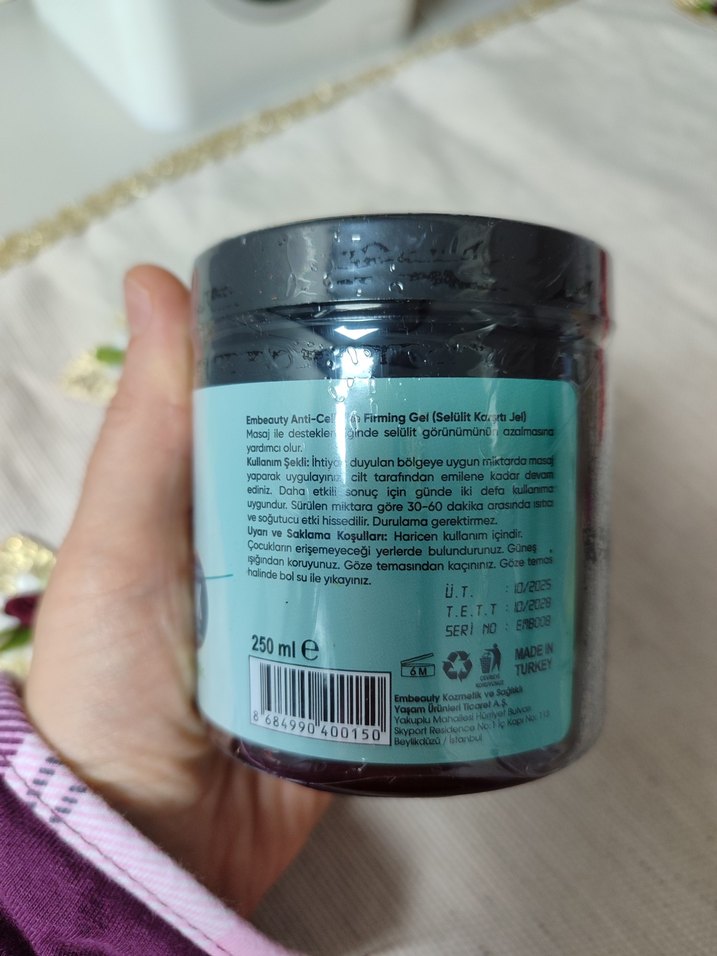 Embeauty Anti-Cel Firming Gel (Selülit Karşıtı Jel)
Masaj ile destekle ğinde selülit görünümünün azalmasına
yardımcı olur.
Kullanım Şekli: İhtiyaç duyulan bölgeye uygun miktarda masaj
yaparak uygulayınız, cilt tarafından emilene kadar devam
ediniz. Daha etkili sonuç için günde iki defa kullanıma
uygundur. Sürülen miktara göre 30-60 dakika arasında ısıtıcı
ve soğutucu etki hissedilir. Durulama gerektirmez.
Uyarı ve Saklama Koşulları: Haricen kullanım içindir.
Çocukların erişemeyeceği yerlerde bulundurunuz. Güneş
ışığından koruyunuz. Göze temasından kaçınınız. Göze temas
halinde bol su ile yıkayınız.
Ü.T. : 10/2025
T.E.T.T : 10/2028
SERİ NO : EMB008
250 ml e
6M
ÇEVREYİ
KORUYUNUZ
MADE IN
TURKEY
8 684990 400150
Embeauty Kozmetik ve Sağlıklı
Yaşam Ürünleri Ticaret A.Ş.
Yakuplu Mahallesi Hürriyet Bulvarı
Skyport Residence No:1 İç Kapı No: 115
Beylikdüzü / İstanbul